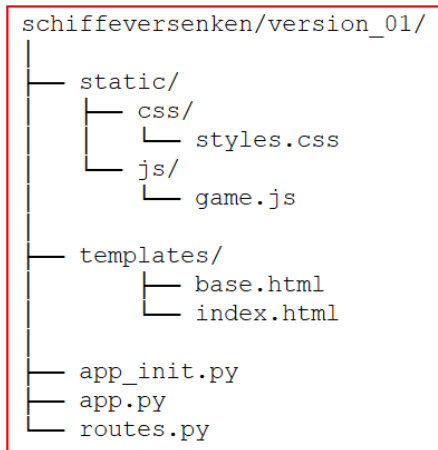 schiffeversenken/version_01/
│
├── static/
│   ├── css/
│   │   └── styles.css
│   └── js/
│       └── game.js
│
├── templates/
│       ├── base.html
│       └── index.html
│
├── app_init.py
├── app.py
└── routes.py